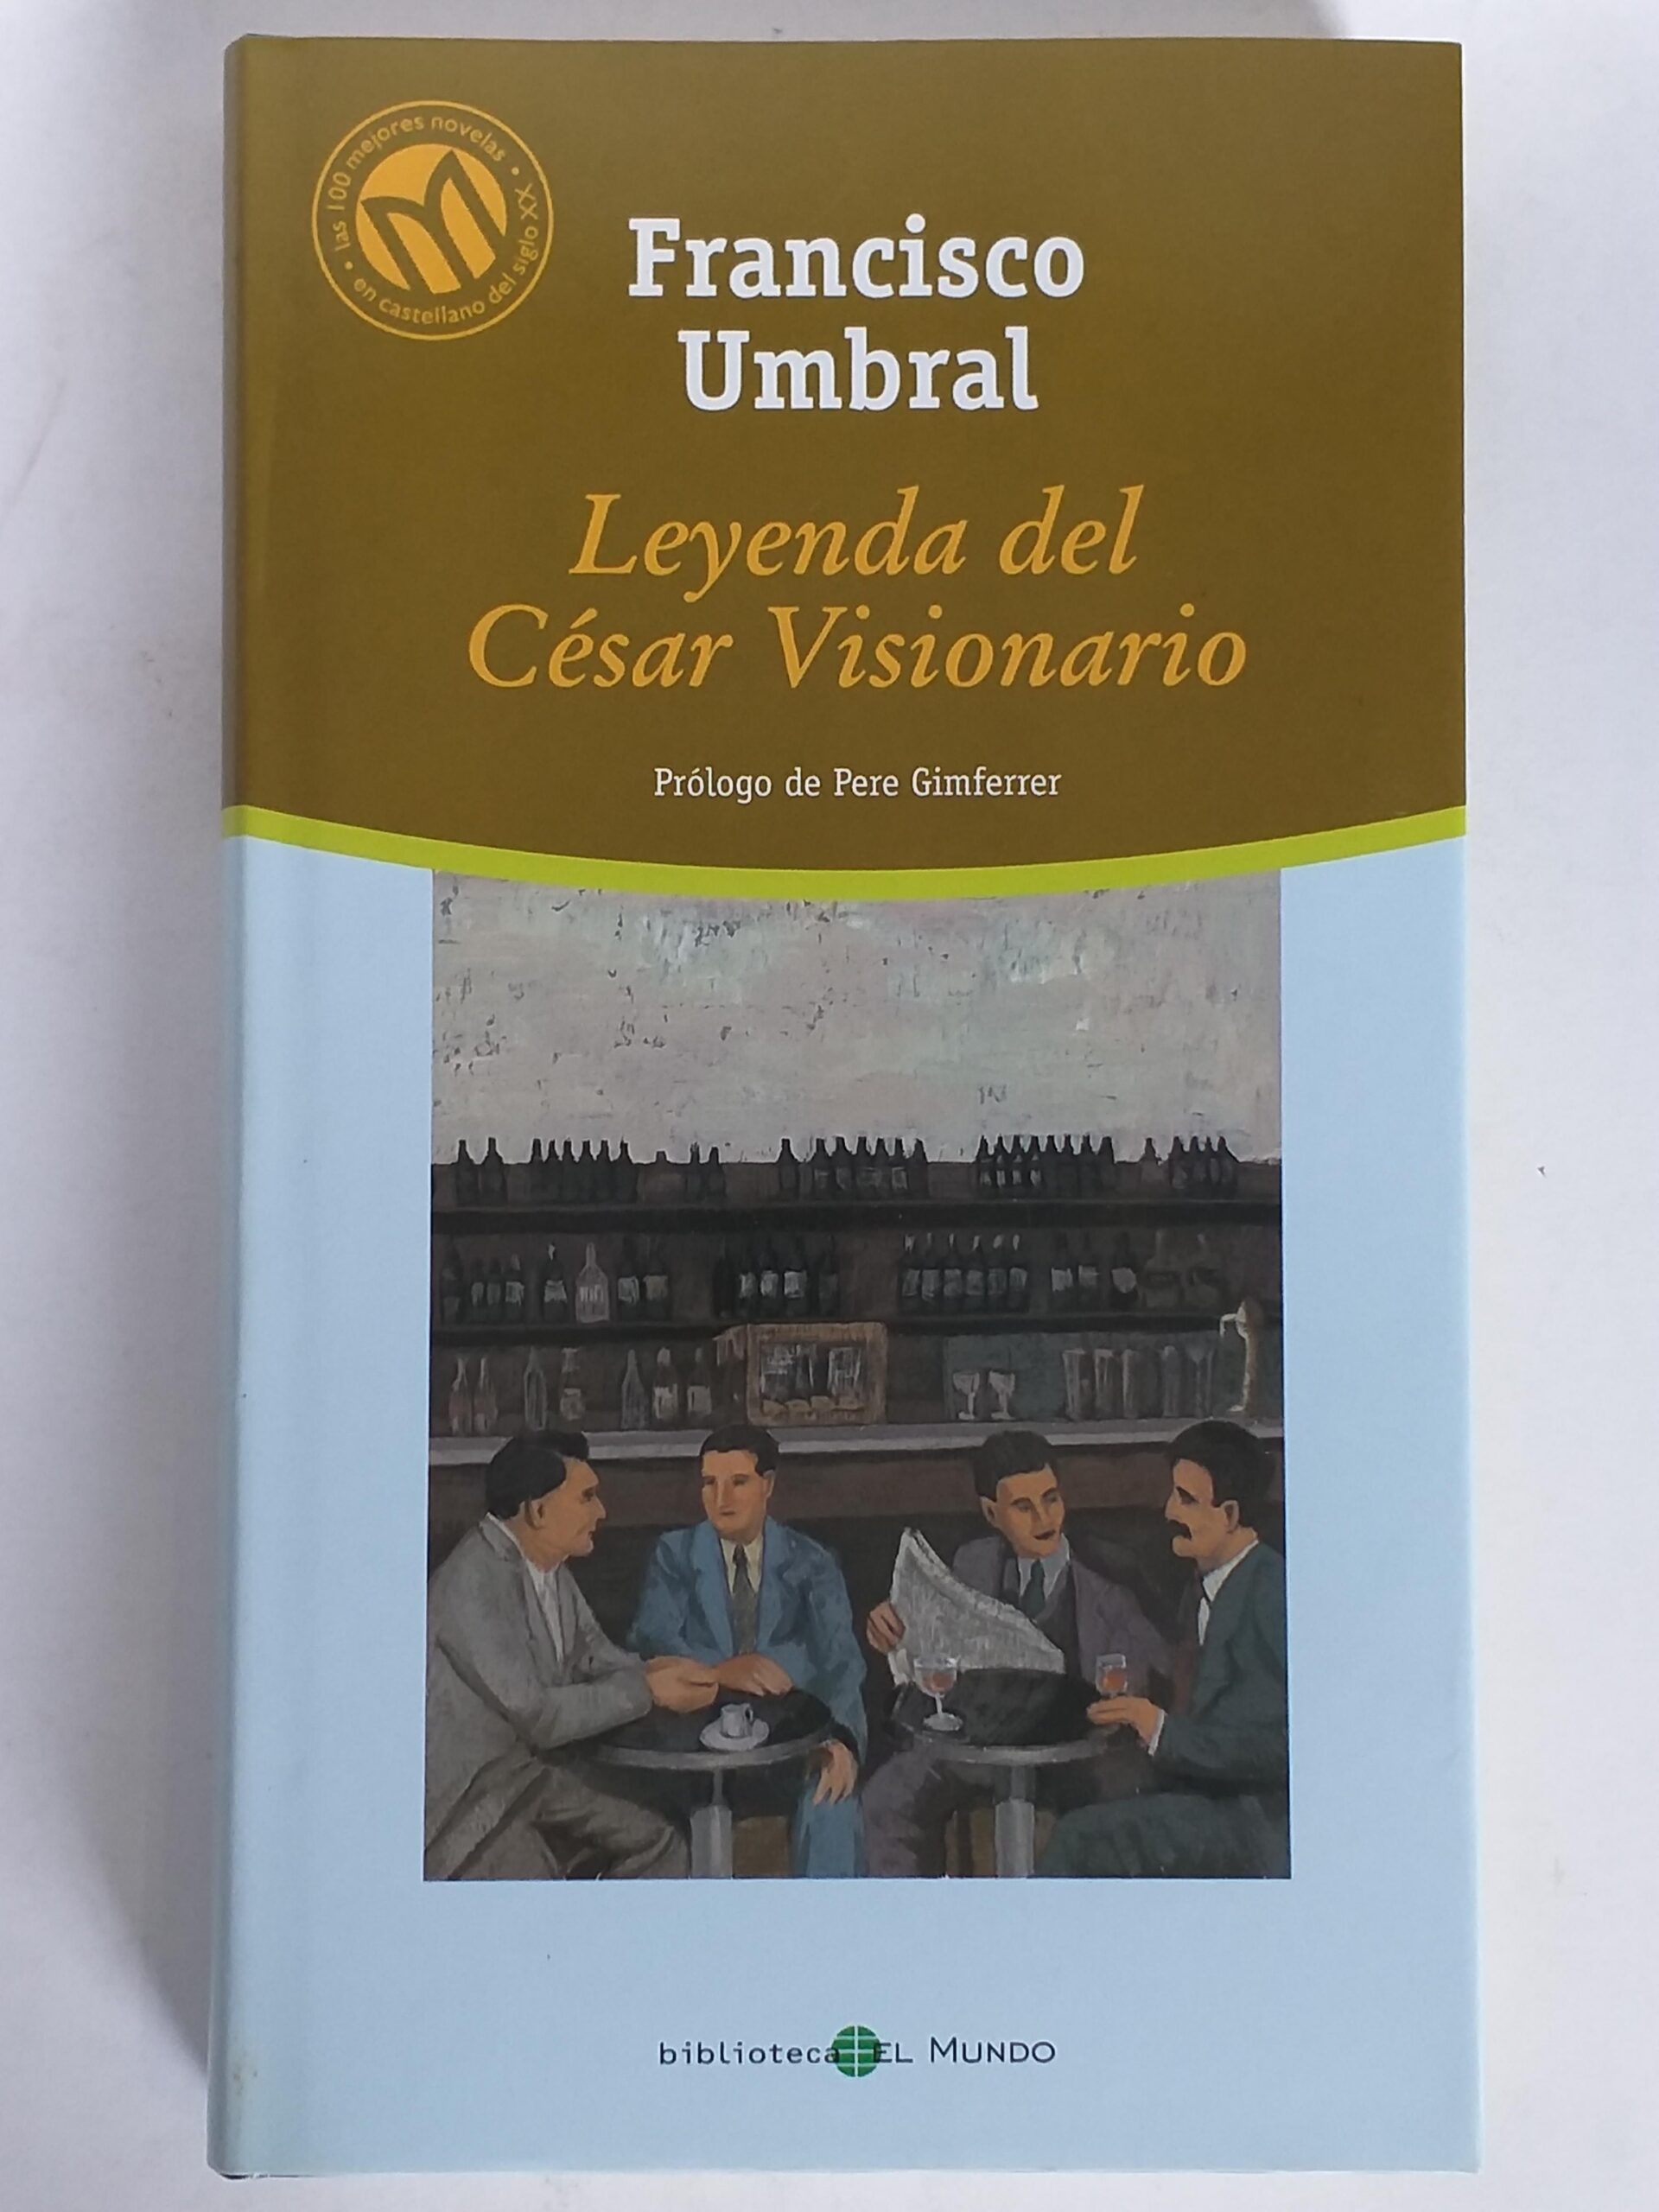 • las 100 mejores novelas •
en castellano del siglo XX
Francisco
Umbral
Leyenda del
César Visionario
Prólogo de Pere Gimferrer
biblioteca EL MUNDO